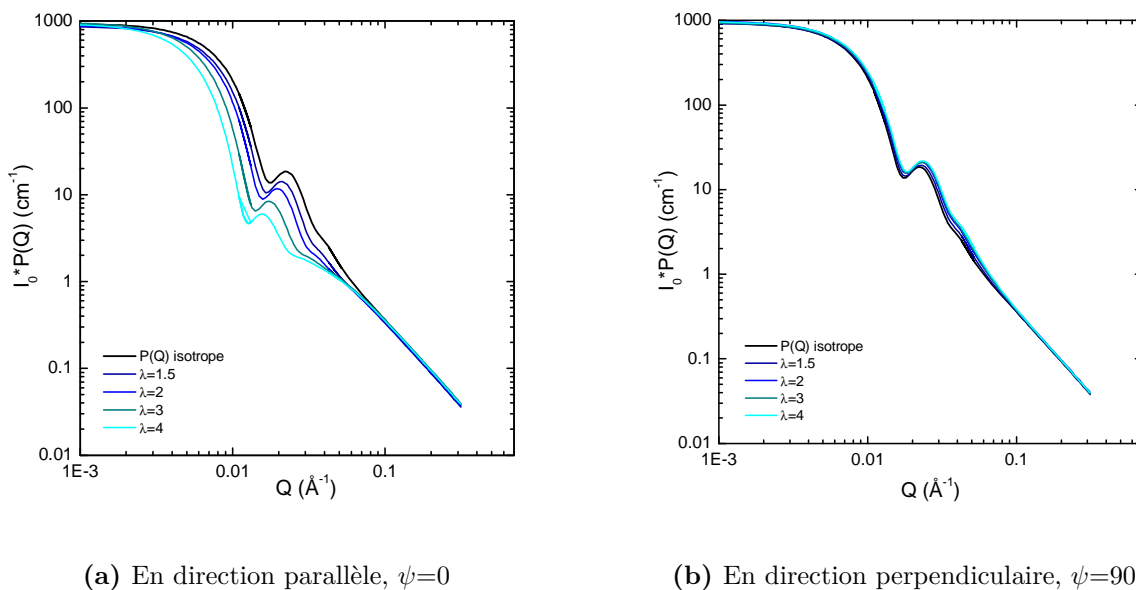 1000
100
10
1
0.1
0.01
1E-3
0.01
0.1
I₀*P(Q) (cm⁻¹)
Q (Å⁻¹)
P(Q) isotrope
λ=1.5
λ=2
λ=3
λ=4
(a) En direction parallèle, ψ=0
1000
100
10
1
0.1
0.01
1E-3
0.01
0.1
I₀*P(Q) (cm⁻¹)
Q (Å⁻¹)
P(Q) isotrope
λ=1.5
λ=2
λ=3
λ=4
(b) En direction perpendiculaire, ψ=90